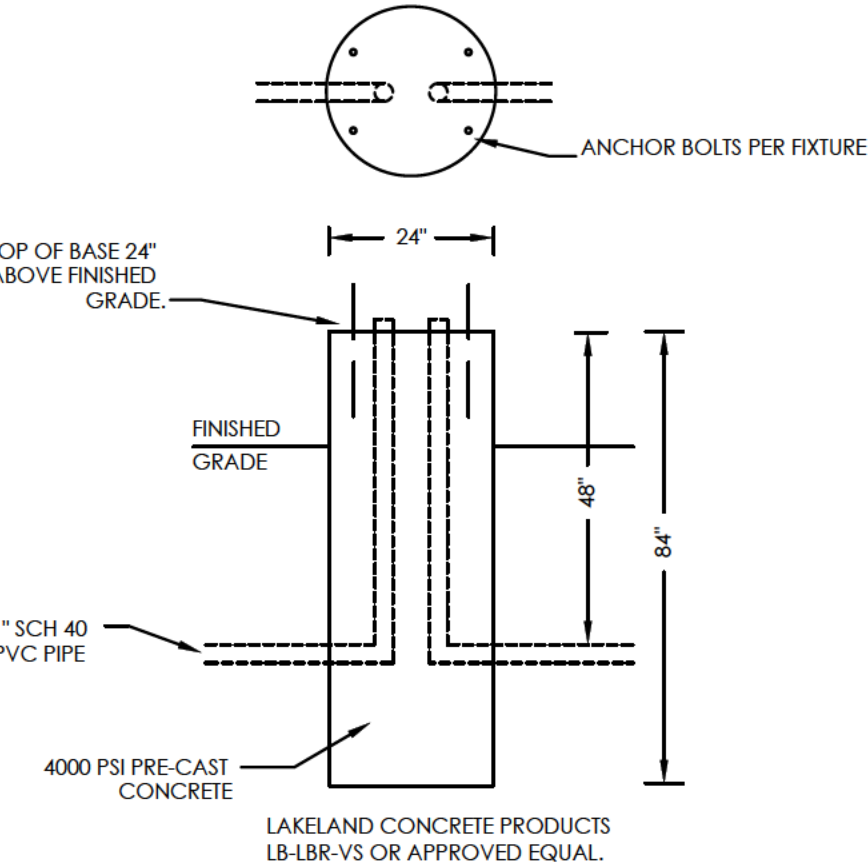 ANCHOR BOLTS PER FIXTURE
24"
OP OF BASE 24"
ABOVE FINISHED
GRADE.
FINISHED
GRADE
48"
84"
" SCH 40
PVC PIPE
4000 PSI PRE-CAST
CONCRETE
LAKELAND CONCRETE PRODUCTS
LB-LBR-VS OR APPROVED EQUAL.